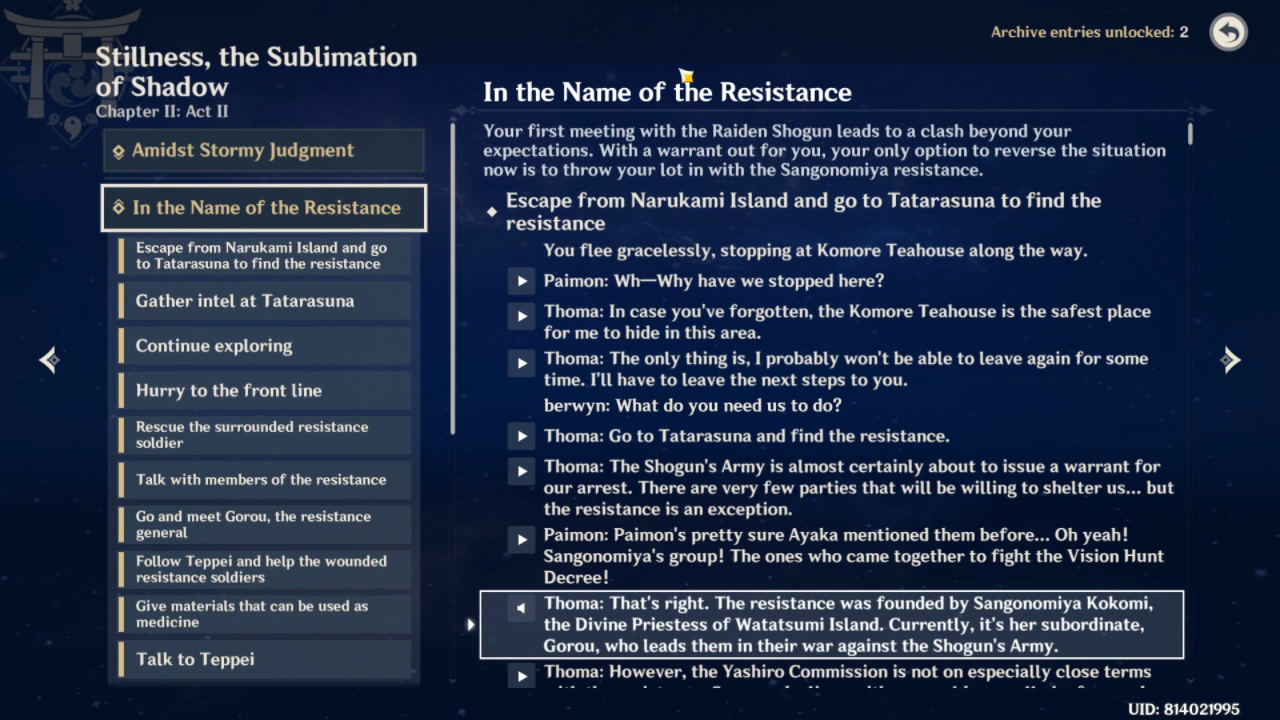 Archive entries unlocked: 2
Stillness, the Sublimation
of Shadow
Chapter II: Act II
Amidst Stormy Judgment
In the Name of the Resistance
Escape from Narukami Island and go
to Tatarasuna to find the resistance
Gather intel at Tatarasuna
Continue exploring
Hurry to the front line
Rescue the surrounded resistance
soldier
Talk with members of the resistance
Go and meet Gorou, the resistance
general
Follow Teppei and help the wounded
resistance soldiers
Give materials that can be used as
medicine
Talk to Teppei
In the Name of the Resistance
Your first meeting with the Raiden Shogun leads to a clash beyond your
expectations. With a warrant out for you, your only option to reverse the situation
now is to throw your lot in with the Sangonomiya resistance.
Escape from Narukami Island and go to Tatarasuna to find the
resistance
You flee gracelessly, stopping at Komore Teahouse along the way.
Paimon: Wh—Why have we stopped here?
Thoma: In case you've forgotten, the Komore Teahouse is the safest place
for me to hide in this area.
Thoma: The only thing is, I probably won't be able to leave again for some
time. I'll have to leave the next steps to you.
berwyn: What do you need us to do?
Thoma: Go to Tatarasuna and find the resistance.
Thoma: The Shogun's Army is almost certainly about to issue a warrant for
our arrest. There are very few parties that will be willing to shelter us... but
the resistance is an exception.
Paimon: Paimon's pretty sure Ayaka mentioned them before... Oh yeah!
Sangonomiya's group! The ones who came together to fight the Vision Hunt
Decree!
Thoma: That's right. The resistance was founded by Sangonomiya Kokomi,
the Divine Priestess of Watatsumi Island. Currently, it's her subordinate,
Gorou, who leads them in their war against the Shogun's Army.
Thoma: However, the Yashiro Commission is not on especially close terms
UID: 814021995